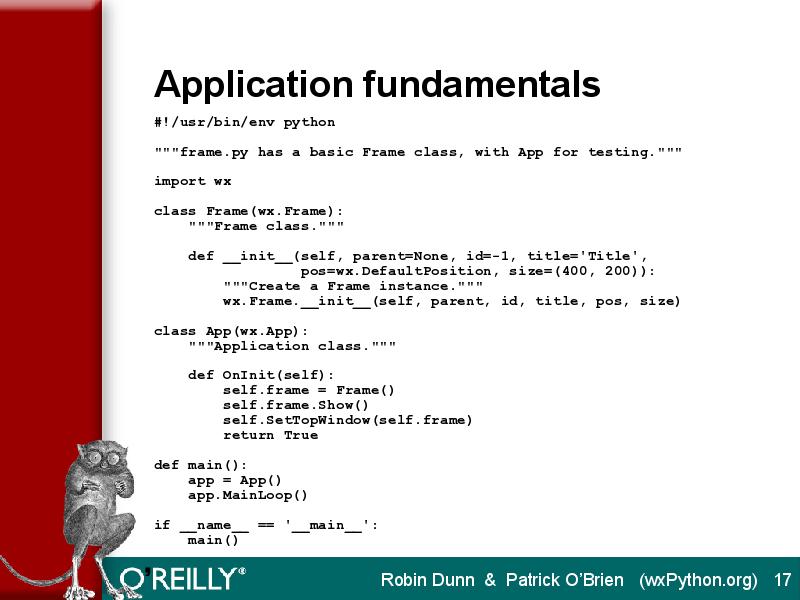 Application fundamentals
#!/usr/bin/env python
"""frame.py has a basic Frame class, with App for testing."""
import wx
class Frame(wx.Frame):
    """Frame class."""
    def __init__(self, parent=None, id=-1, title='Title',
                 pos=wx.DefaultPosition, size=(400, 200)):
        """Create a Frame instance."""
        wx.Frame.__init__(self, parent, id, title, pos, size)
class App(wx.App):
    """Application class."""
    def OnInit(self):
        self.frame = Frame()
        self.frame.Show()
        self.SetTopWindow(self.frame)
        return True
def main():
    app = App()
    app.MainLoop()
if __name__ == '__main__':
    main()
O'REILLY®
Robin Dunn & Patrick O'Brien (wxPython.org) 17